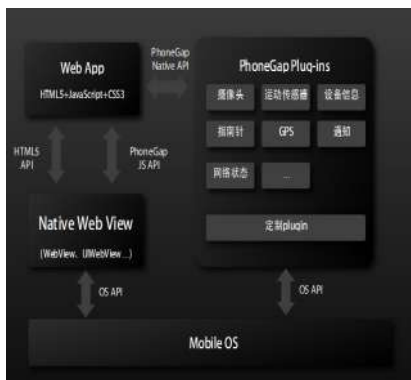 Web App
HTML5+JavaScript+CSS3
PhoneGap
Native API
PhoneGap Plug-ins
摄像头
运动传感器
设备信息
指南针
GPS
通知
网络状态
...
定制plugin
HTML5
API
PhoneGap
JS API
Native Web View
(WebView、UIWebView...)
OS API
OS API
Mobile OS